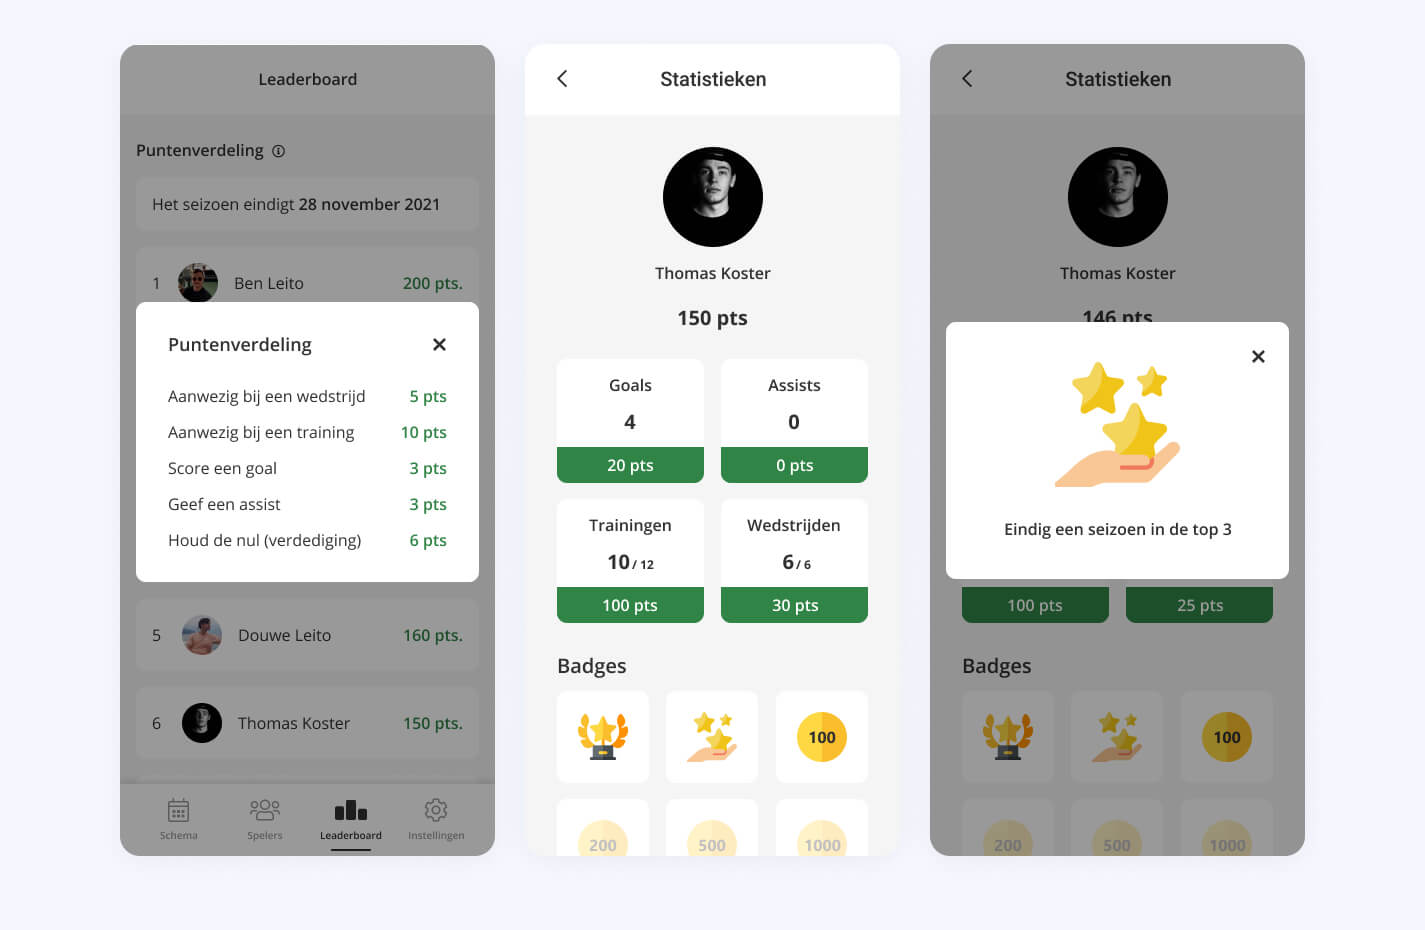 Leaderboard
Puntenverdeling
Het seizoen eindigt 28 november 2021
1 Ben Leito 200 pts.
Puntenverdeling
Aanwezig bij een wedstrijd 5 pts
Aanwezig bij een training 10 pts
Score een goal 3 pts
Geef een assist 3 pts
Houd de nul (verdediging) 6 pts
5 Douwe Leito 160 pts.
6 Thomas Koster 150 pts.
Schema Spelers Leaderboard Instellingen
Statistieken
Thomas Koster
150 pts
Goals Assists
4 0
20 pts 0 pts
Trainingen Wedstrijden
10 / 12 6 / 6
100 pts 30 pts
Badges
100
200 500 1000
Statistieken
Thomas Koster
146 pts
Eindig een seizoen in de top 3
100 pts 25 pts
Badges
100
200 500 1000